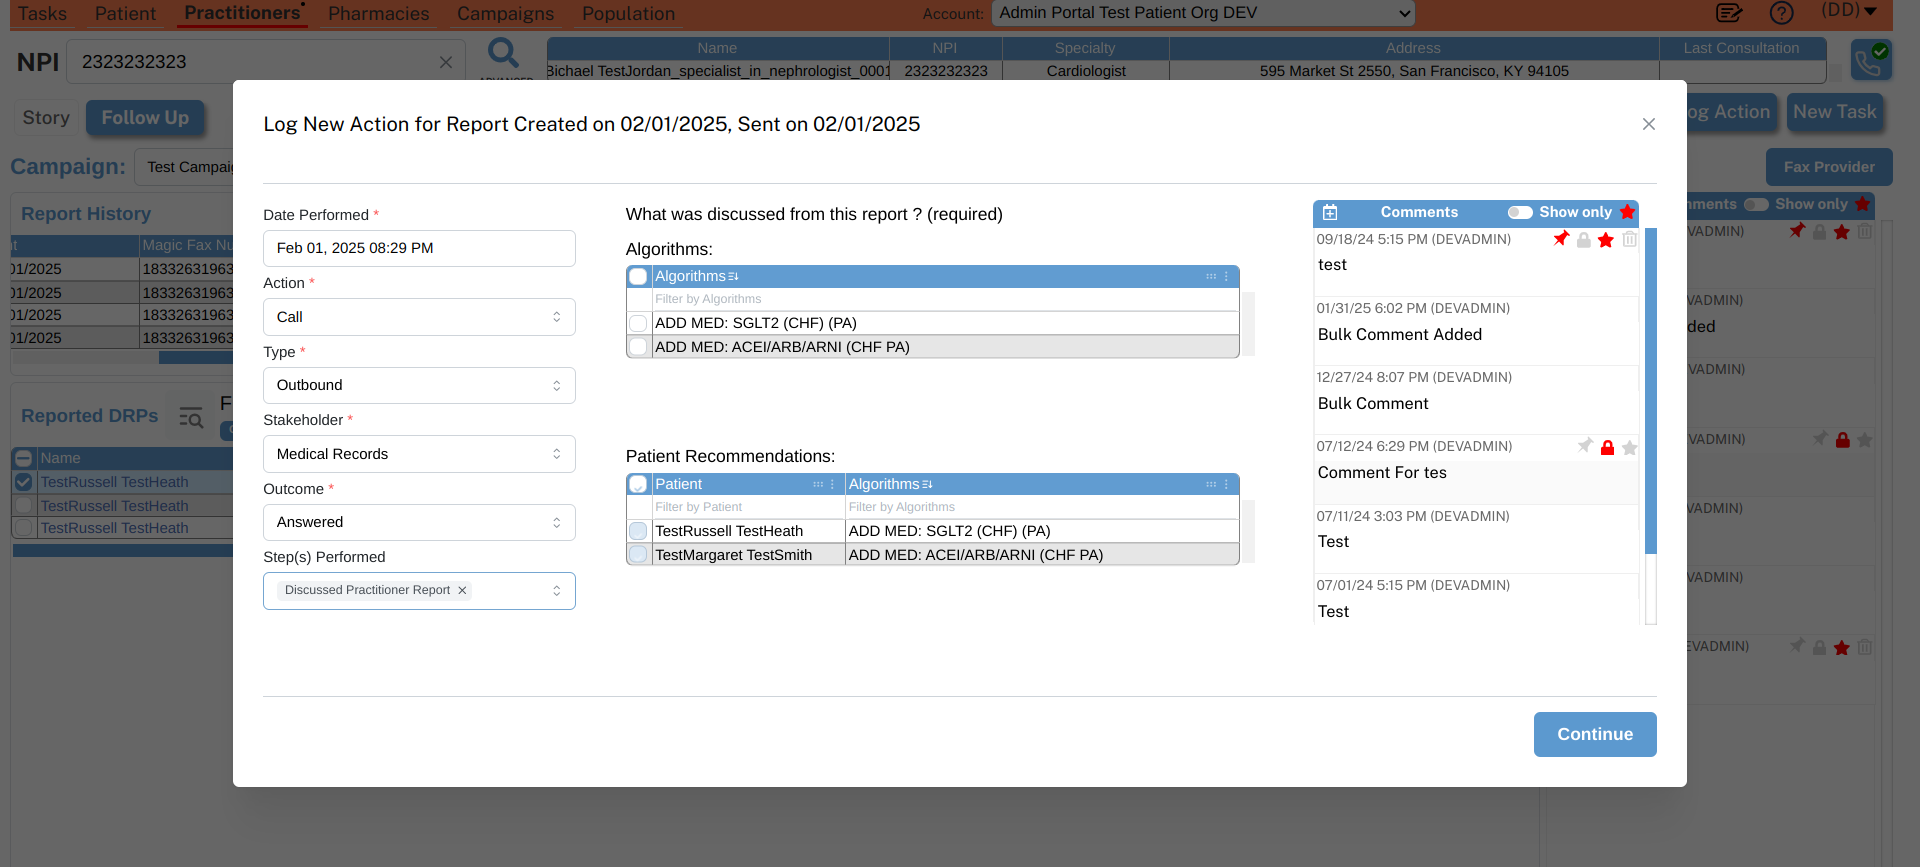 Tasks Patient Practitioners Pharmacies Campaigns Population Account: Admin Portal Test Patient Org DEV (DD)
NPI 2323232323
Name NPI Specialty Address Last Consultation
Bichael TestJordan_specialist_in_nephrologist_0001 2323232323 Cardiologist 595 Market St 2550, San Francisco, KY 94105
Story Follow Up og Action New Task
Campaign: Test Campaig Fax Provider
Report History
Magic Fax Nu
01/2025 18332631963
01/2025 18332631963
01/2025 18332631963
01/2025 18332631963
Reported DRPs
Name
TestRussell TestHeath
TestRussell TestHeath
TestRussell TestHeath
Log New Action for Report Created on 02/01/2025, Sent on 02/01/2025
Date Performed *
Feb 01, 2025 08:29 PM
Action *
Call
Type *
Outbound
Stakeholder *
Medical Records
Outcome *
Answered
Step(s) Performed
Discussed Practitioner Report
What was discussed from this report ? (required)
Algorithms:
Algorithms
Filter by Algorithms
ADD MED: SGLT2 (CHF) (PA)
ADD MED: ACEI/ARB/ARNI (CHF PA)
Patient Recommendations:
Patient Algorithms
Filter by Patient Filter by Algorithms
TestRussell TestHeath ADD MED: SGLT2 (CHF) (PA)
TestMargaret TestSmith ADD MED: ACEI/ARB/ARNI (CHF PA)
Comments Show only
09/18/24 5:15 PM (DEVADMIN)
test
01/31/25 6:02 PM (DEVADMIN)
Bulk Comment Added
12/27/24 8:07 PM (DEVADMIN)
Bulk Comment
07/12/24 6:29 PM (DEVADMIN)
Comment For tes
07/11/24 3:03 PM (DEVADMIN)
Test
07/01/24 5:15 PM (DEVADMIN)
Test
Continue
mments Show only
VADMIN)
VADMIN)
ded
VADMIN)
VADMIN)
VADMIN)
VADMIN)
EVADMIN)